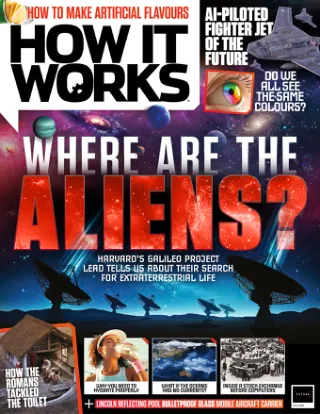 HOW TO MAKE ARTIFICIAL FLAVOURS
HOW IT
WORKS
AI-PILOTED
FIGHTER JET
OF THE
FUTURE
DO WE
ALL SEE
THE SAME
COLOURS?
WHERE ARE THE
ALIENS?
HARVARD'S GALILEO PROJECT
LEAD TELLS US ABOUT THEIR SEARCH
FOR EXTRATERRESTRIAL LIFE
HOW THE
ROMANS
TACKLED
THE TOILET
WHY YOU NEED TO
HYDRATE PROPERLY
WHAT IF THE OCEANS
HAD NO CURRENTS?
INSIDE A STOCK EXCHANGE
BEFORE COMPUTERS
+ LINCOLN REFLECTING POOL BULLETPROOF GLASS MOBILE AIRCRAFT CARRIER
FUTURE